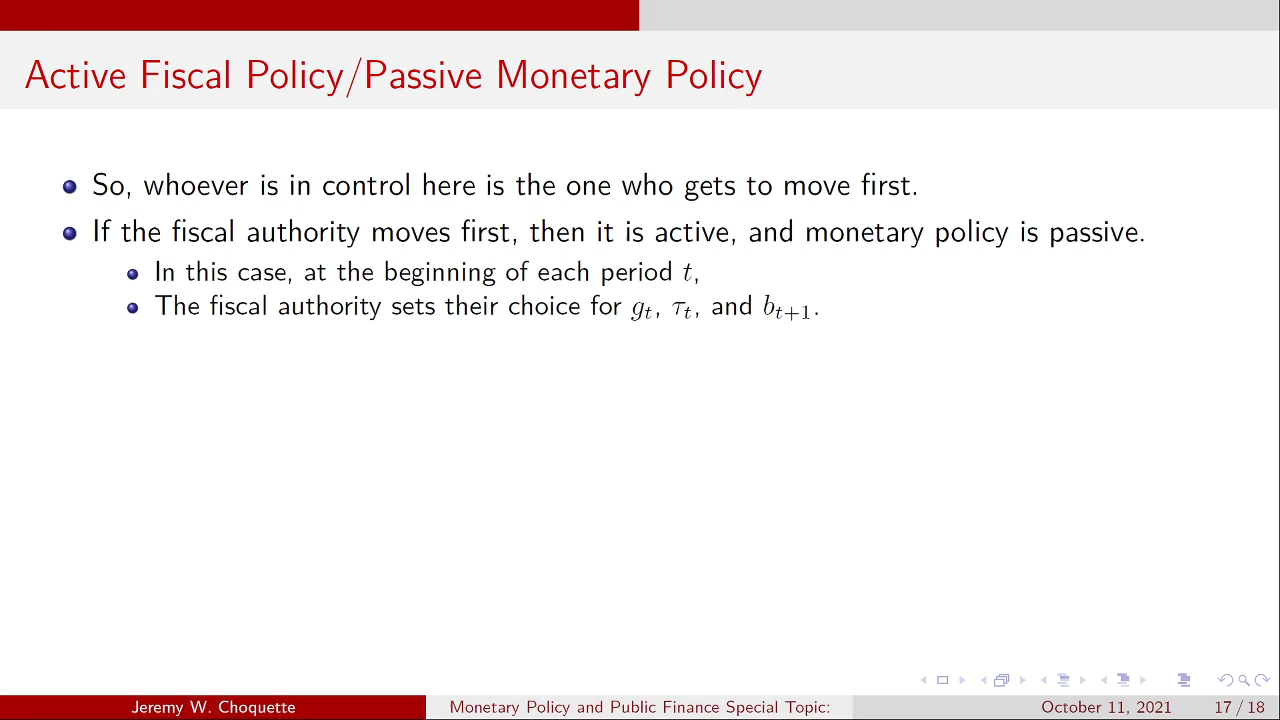 Active Fiscal Policy/Passive Monetary Policy
So, whoever is in control here is the one who gets to move first.
If the fiscal authority moves first, then it is active, and monetary policy is passive.
In this case, at the beginning of each period t,
The fiscal authority sets their choice for g_t, τ_t, and b_{t+1}.
Jeremy W. Choquette
Monetary Policy and Public Finance Special Topic:
October 11, 2021
17 / 18